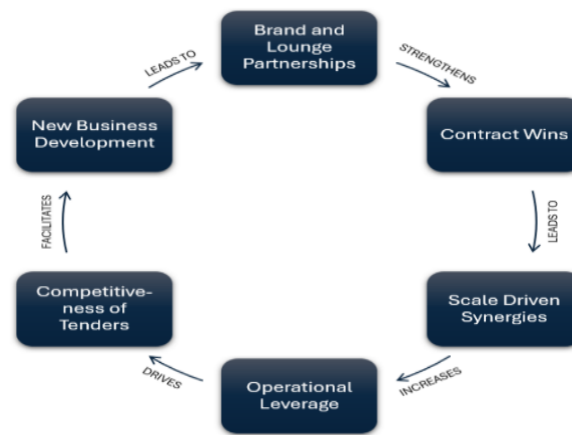 Brand and
Lounge
Partnerships
STRENGTHENS
Contract Wins
LEADS TO
Scale Driven
Synergies
INCREASES
Operational
Leverage
DRIVES
Competitive-
ness of
Tenders
FACILITATES
New Business
Development
LEADS TO